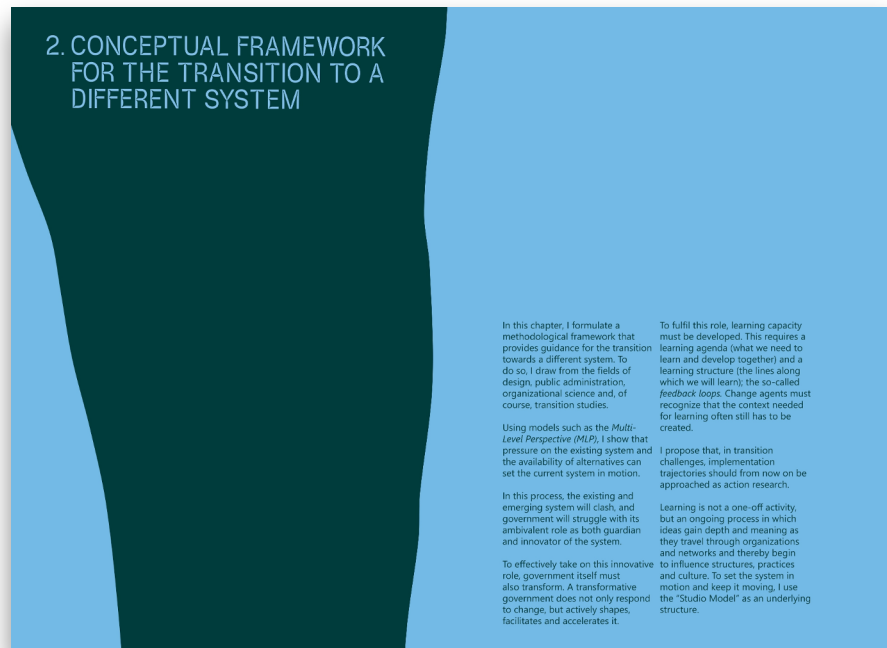 2. CONCEPTUAL FRAMEWORK
FOR THE TRANSITION TO A
DIFFERENT SYSTEM
In this chapter, I formulate a
methodological framework that
provides guidance for the transition
towards a different system. To
do so, I draw from the fields of
design, public administration,
organizational science and, of
course, transition studies.
Using models such as the Multi-
Level Perspective (MLP), I show that
pressure on the existing system and
the availability of alternatives can
set the current system in motion.
In this process, the existing and
emerging system will clash, and
government will struggle with its
ambivalent role as both guardian
and innovator of the system.
To effectively take on this innovative
role, government itself must
also transform. A transformative
government does not only respond
to change, but actively shapes,
facilitates and accelerates it.
To fulfil this role, learning capacity
must be developed. This requires a
learning agenda (what we need to
learn and develop together) and a
learning structure (the lines along
which we will learn); the so-called
feedback loops. Change agents must
recognize that the context needed
for learning often still has to be
created.
I propose that, in transition
challenges, implementation
trajectories should from now on be
approached as action research.
Learning is not a one-off activity,
but an ongoing process in which
ideas gain depth and meaning as
they travel through organizations
and networks and thereby begin
to influence structures, practices
and culture. To set the system in
motion and keep it moving, I use
the "Studio Model" as an underlying
structure.